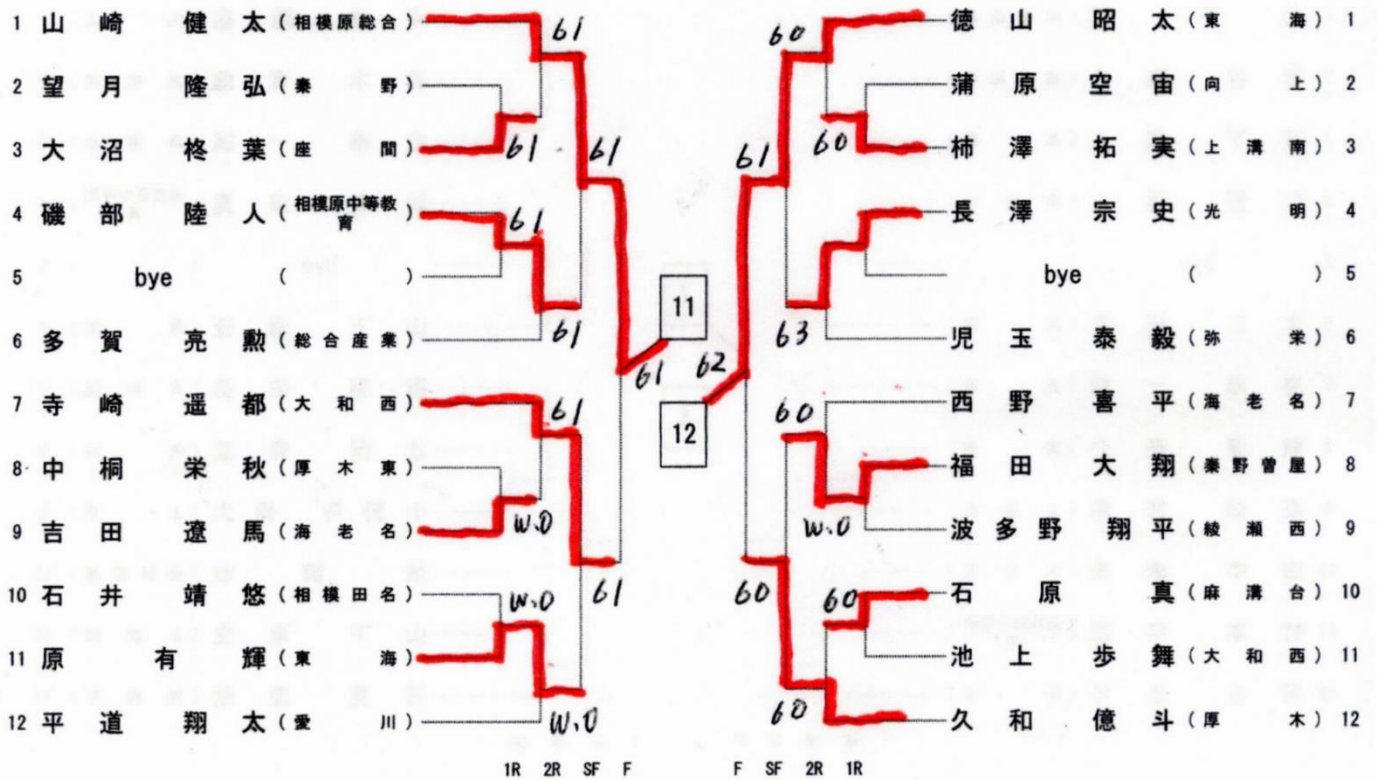 1 山崎健太 (相模原総合)
2 望月隆弘 (秦野)
3 大沼柊葉 (座間)
4 磯部陸人 (相模原中等教育)
5 bye ( )
6 多賀亮勲 (総合産業)
7 寺崎遥都 (大和西)
8 中桐栄秋 (厚木東)
9 吉田遼馬 (海老名)
10 石井靖悠 (相模田名)
11 原有輝 (東海)
12 平道翔太 (愛川)
61
61
61
61
61
61
W.O
W.O
61
W.O
61
11
12
62
60
60
61
63
60
W.O
60
60
60
徳山昭太 (東海) 1
蒲原空宙 (向上) 2
柿澤拓実 (上溝南) 3
長澤宗史 (光明) 4
bye ( ) 5
児玉泰毅 (弥栄) 6
西野喜平 (海老名) 7
福田大翔 (秦野曽屋) 8
波多野翔平 (綾瀬西) 9
石原真 (麻溝台) 10
池上歩舞 (大和西) 11
久和億斗 (厚木) 12
1R 2R SF F
F SF 2R 1R